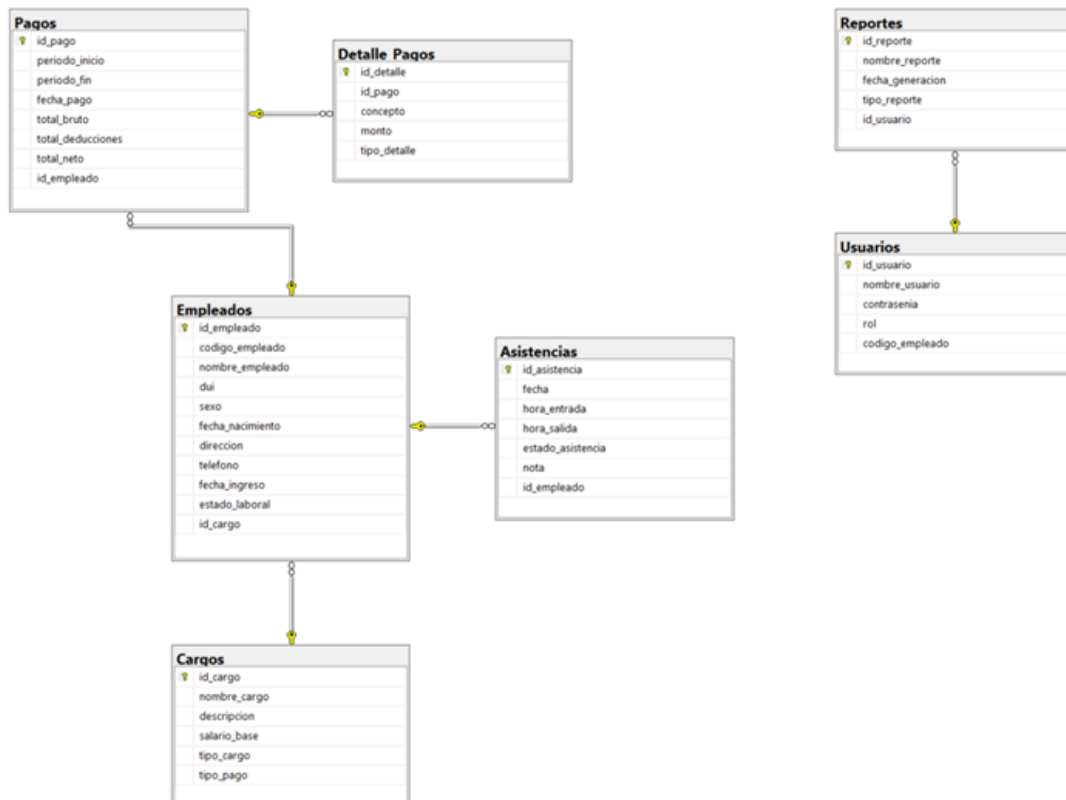 Pagos
id_pago
periodo_inicio
periodo_fin
fecha_pago
total_bruto
total_deducciones
total_neto
id_empleado
Detalle_Pagos
id_detalle
id_pago
concepto
monto
tipo_detalle
Reportes
id_reporte
nombre_reporte
fecha_generacion
tipo_reporte
id_usuario
Usuarios
id_usuario
nombre_usuario
contrasenia
rol
codigo_empleado
Empleados
id_empleado
codigo_empleado
nombre_empleado
dui
sexo
fecha_nacimiento
direccion
telefono
fecha_ingreso
estado_laboral
id_cargo
Asistencias
id_asistencia
fecha
hora_entrada
hora_salida
estado_asistencia
nota
id_empleado
Cargos
id_cargo
nombre_cargo
descripcion
salario_base
tipo_cargo
tipo_pago